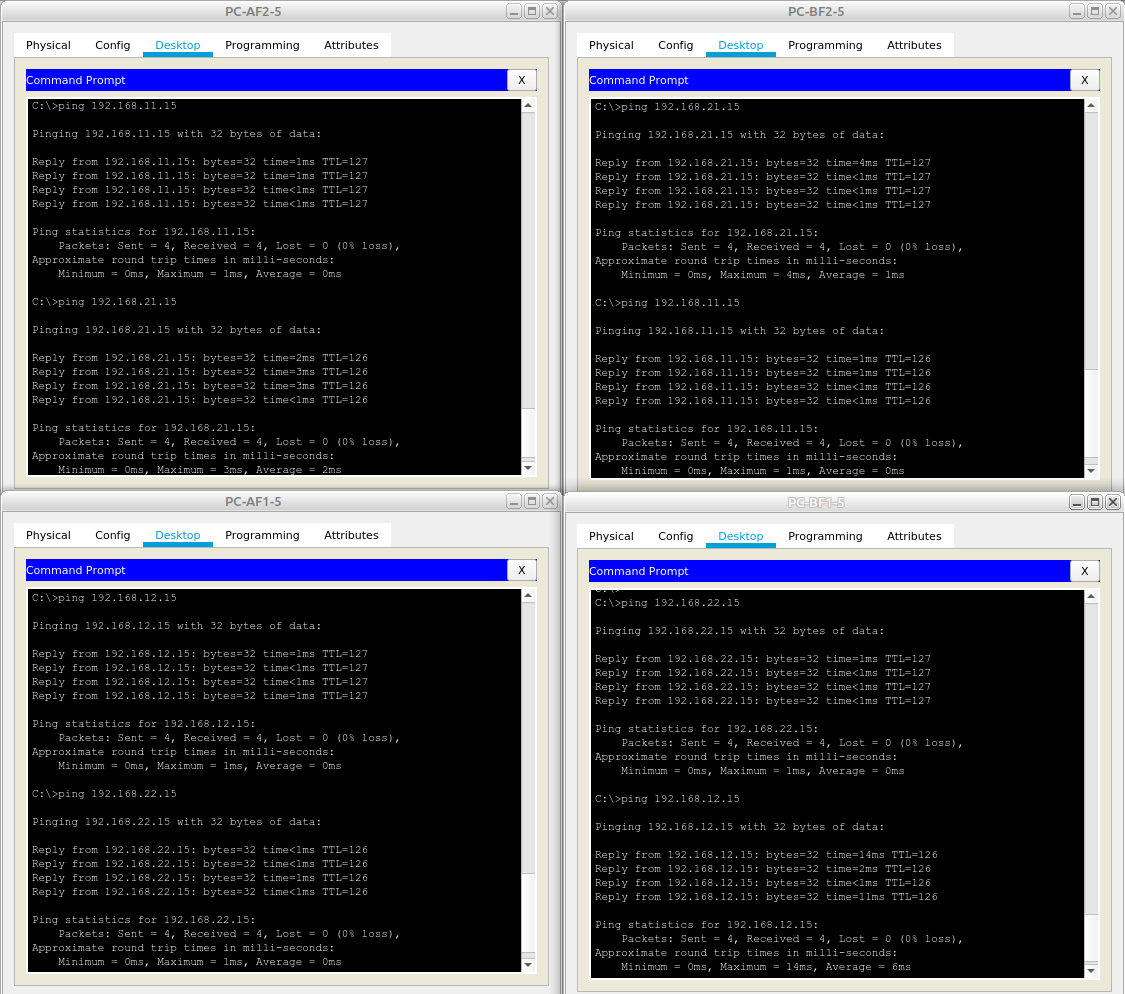 PC-AF2-5
Physical Config Desktop Programming Attributes
Command Prompt X
C:\>ping 192.168.11.15
Pinging 192.168.11.15 with 32 bytes of data:
Reply from 192.168.11.15: bytes=32 time=1ms TTL=127
Reply from 192.168.11.15: bytes=32 time=1ms TTL=127
Reply from 192.168.11.15: bytes=32 time<1ms TTL=127
Reply from 192.168.11.15: bytes=32 time<1ms TTL=127
Ping statistics for 192.168.11.15:
Packets: Sent = 4, Received = 4, Lost = 0 (0% loss),
Approximate round trip times in milli-seconds:
Minimum = 0ms, Maximum = 1ms, Average = 0ms
C:\>ping 192.168.21.15
Pinging 192.168.21.15 with 32 bytes of data:
Reply from 192.168.21.15: bytes=32 time=2ms TTL=126
Reply from 192.168.21.15: bytes=32 time=3ms TTL=126
Reply from 192.168.21.15: bytes=32 time=3ms TTL=126
Reply from 192.168.21.15: bytes=32 time<1ms TTL=126
Ping statistics for 192.168.21.15:
Packets: Sent = 4, Received = 4, Lost = 0 (0% loss),
Approximate round trip times in milli-seconds:
Minimum = 0ms, Maximum = 3ms, Average = 2ms
PC-BF2-5
Physical Config Desktop Programming Attributes
Command Prompt X
C:\>ping 192.168.21.15
Pinging 192.168.21.15 with 32 bytes of data:
Reply from 192.168.21.15: bytes=32 time=4ms TTL=127
Reply from 192.168.21.15: bytes=32 time<1ms TTL=127
Reply from 192.168.21.15: bytes=32 time<1ms TTL=127
Reply from 192.168.21.15: bytes=32 time<1ms TTL=127
Ping statistics for 192.168.21.15:
Packets: Sent = 4, Received = 4, Lost = 0 (0% loss),
Approximate round trip times in milli-seconds:
Minimum = 0ms, Maximum = 4ms, Average = 1ms
C:\>ping 192.168.11.15
Pinging 192.168.11.15 with 32 bytes of data:
Reply from 192.168.11.15: bytes=32 time=1ms TTL=126
Reply from 192.168.11.15: bytes=32 time=1ms TTL=126
Reply from 192.168.11.15: bytes=32 time<1ms TTL=126
Reply from 192.168.11.15: bytes=32 time<1ms TTL=126
Ping statistics for 192.168.11.15:
Packets: Sent = 4, Received = 4, Lost = 0 (0% loss),
Approximate round trip times in milli-seconds:
Minimum = 0ms, Maximum = 1ms, Average = 0ms
PC-AF1-5
Physical Config Desktop Programming Attributes
Command Prompt X
C:\>ping 192.168.12.15
Pinging 192.168.12.15 with 32 bytes of data:
Reply from 192.168.12.15: bytes=32 time=1ms TTL=127
Reply from 192.168.12.15: bytes=32 time<1ms TTL=127
Reply from 192.168.12.15: bytes=32 time<1ms TTL=127
Reply from 192.168.12.15: bytes=32 time=1ms TTL=127
Ping statistics for 192.168.12.15:
Packets: Sent = 4, Received = 4, Lost = 0 (0% loss),
Approximate round trip times in milli-seconds:
Minimum = 0ms, Maximum = 1ms, Average = 0ms
C:\>ping 192.168.22.15
Pinging 192.168.22.15 with 32 bytes of data:
Reply from 192.168.22.15: bytes=32 time<1ms TTL=126
Reply from 192.168.22.15: bytes=32 time<1ms TTL=126
Reply from 192.168.22.15: bytes=32 time=1ms TTL=126
Reply from 192.168.22.15: bytes=32 time<1ms TTL=126
Ping statistics for 192.168.22.15:
Packets: Sent = 4, Received = 4, Lost = 0 (0% loss),
Approximate round trip times in milli-seconds:
Minimum = 0ms, Maximum = 1ms, Average = 0ms
PC-BF1-5
Physical Config Desktop Programming Attributes
Command Prompt X
C:\>ping 192.168.22.15
Pinging 192.168.22.15 with 32 bytes of data:
Reply from 192.168.22.15: bytes=32 time=1ms TTL=127
Reply from 192.168.22.15: bytes=32 time<1ms TTL=127
Reply from 192.168.22.15: bytes=32 time<1ms TTL=127
Reply from 192.168.22.15: bytes=32 time<1ms TTL=127
Ping statistics for 192.168.22.15:
Packets: Sent = 4, Received = 4, Lost = 0 (0% loss),
Approximate round trip times in milli-seconds:
Minimum = 0ms, Maximum = 1ms, Average = 0ms
C:\>ping 192.168.12.15
Pinging 192.168.12.15 with 32 bytes of data:
Reply from 192.168.12.15: bytes=32 time=14ms TTL=126
Reply from 192.168.12.15: bytes=32 time=2ms TTL=126
Reply from 192.168.12.15: bytes=32 time<1ms TTL=126
Reply from 192.168.12.15: bytes=32 time=11ms TTL=126
Ping statistics for 192.168.12.15:
Packets: Sent = 4, Received = 4, Lost = 0 (0% loss),
Approximate round trip times in milli-seconds:
Minimum = 0ms, Maximum = 14ms, Average = 6ms